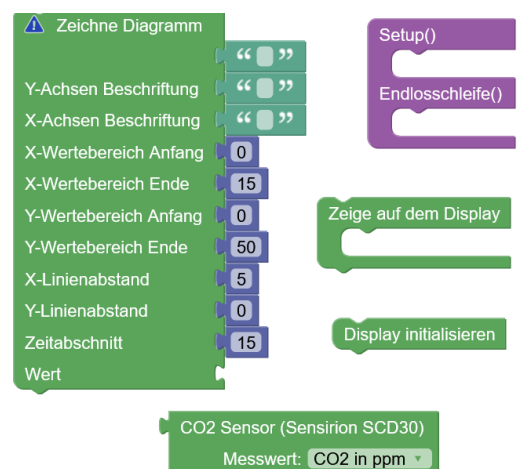 Zeichne Diagramm
“ ”
Y-Achsen Beschriftung “ ”
X-Achsen Beschriftung “ ”
X-Wertebereich Anfang 0
X-Wertebereich Ende 15
Y-Wertebereich Anfang 0
Y-Wertebereich Ende 50
X-Linienabstand 5
Y-Linienabstand 0
Zeitabschnitt 15
Wert
Setup()
Endlosschleife()
Zeige auf dem Display
Display initialisieren
CO2 Sensor (Sensirion SCD30)
Messwert: CO2 in ppm